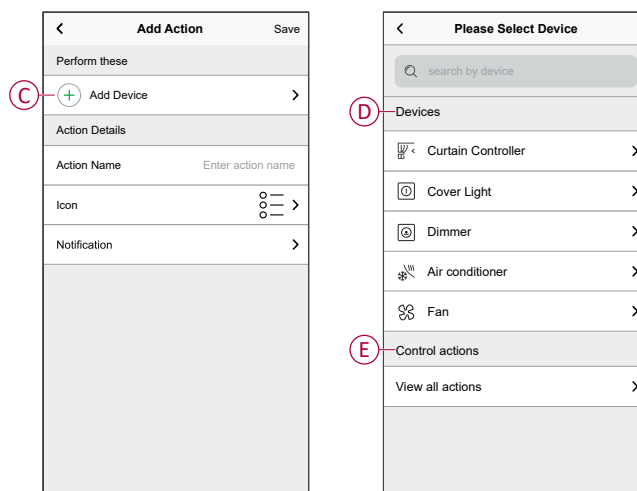 Add Action
Save
Perform these
C
Add Device
Action Details
Action Name
Enter action name
Icon
Notification
Please Select Device
search by device
D
Devices
Curtain Controller
Cover Light
Dimmer
Air conditioner
Fan
E
Control actions
View all actions